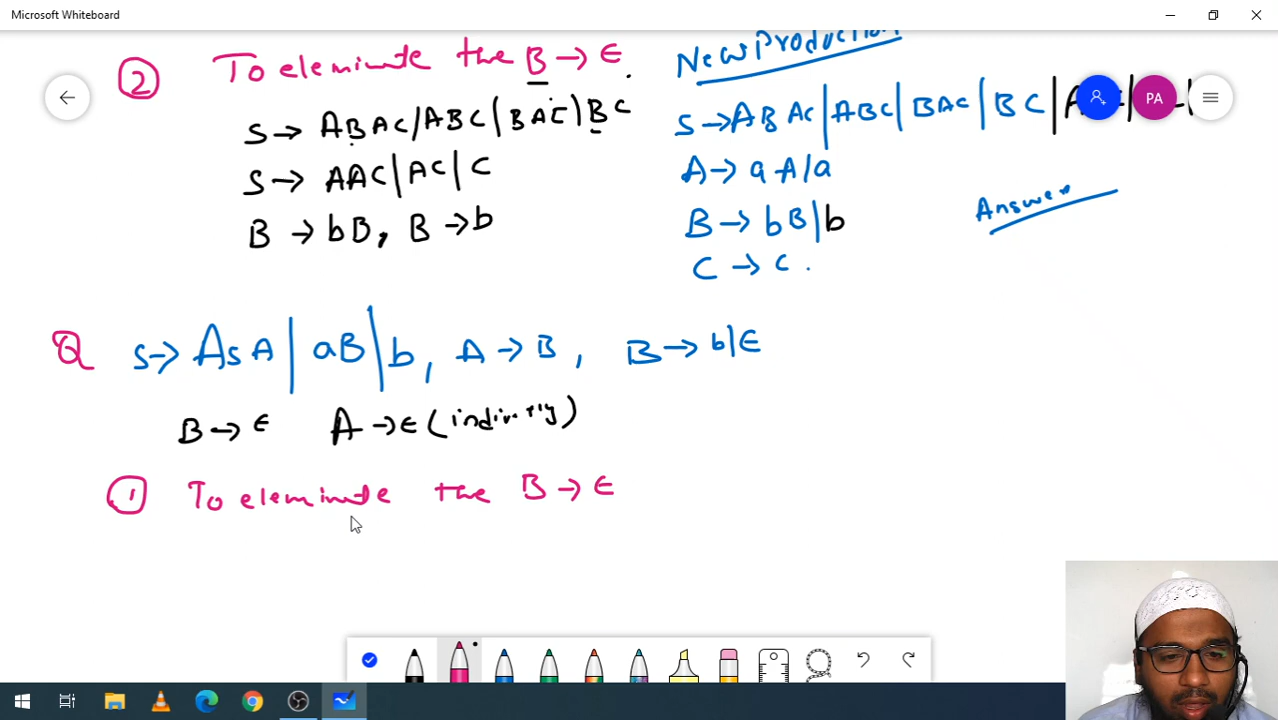 Microsoft Whiteboard
② To eleminate the B → ∈ .
S → ABAC | ABC | BAC | BC
S → AAC | AC | C
B → bB, B → b
New Production
S → ABAC | ABC | BAC | BC |
A → aA | a
B → bB | b
C → c .
Answer
PA
Q S → ASA | aB | b, A → B, B → b | ∈
B → ∈ A → ∈ (indirectly)
① To eleminate the B → ∈